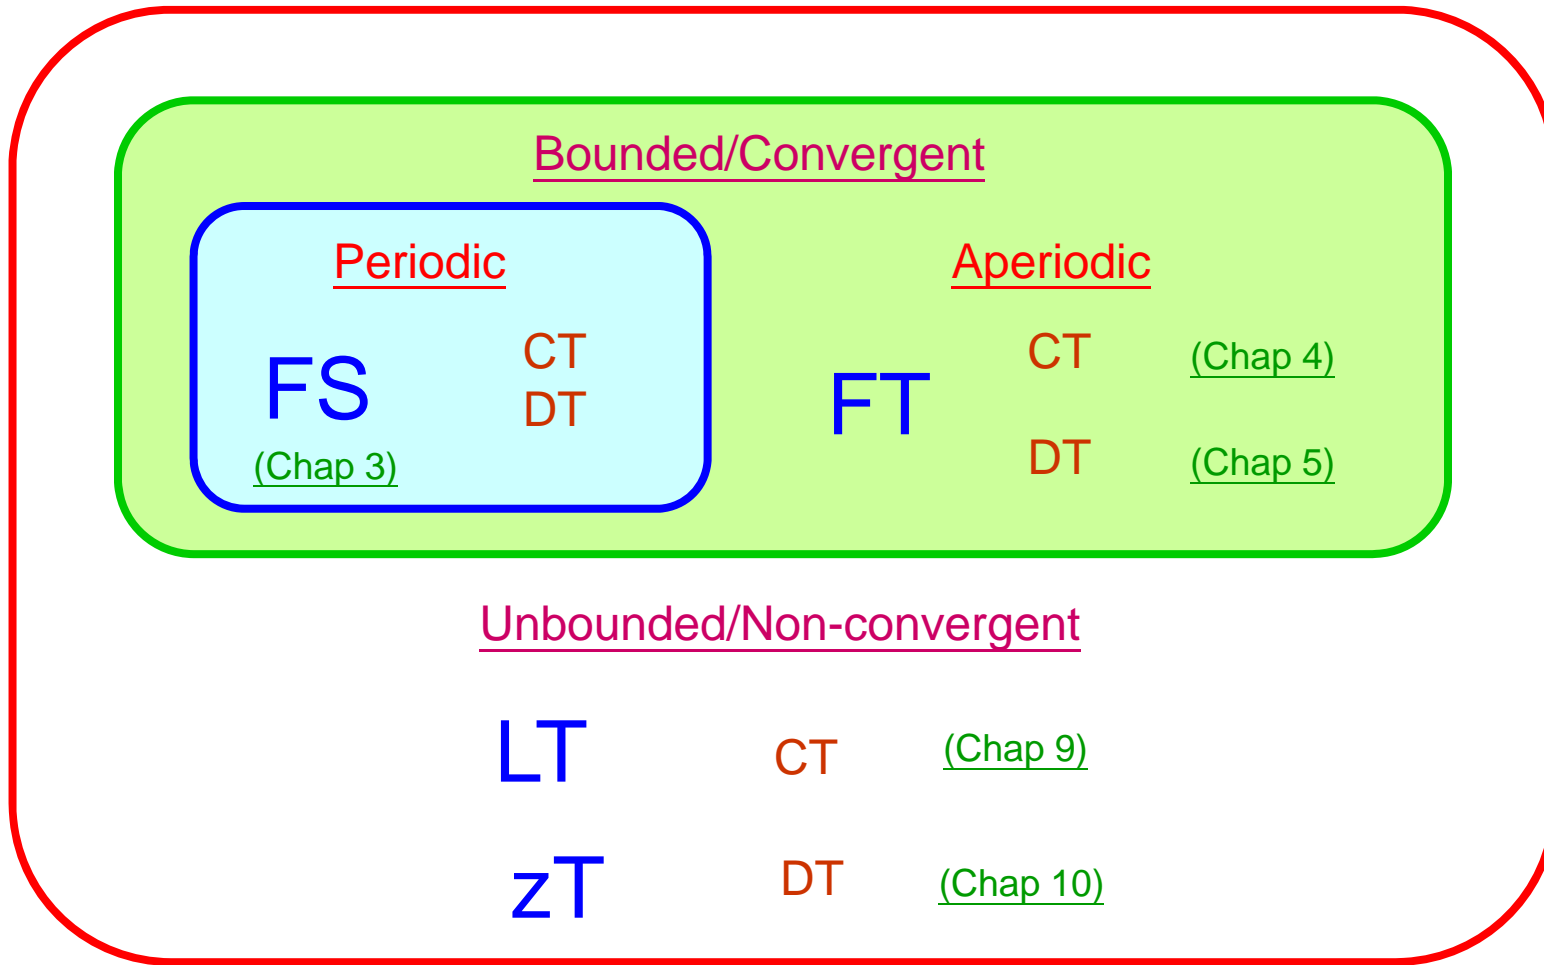 Bounded/Convergent
Periodic
FS
CT
DT
(Chap 3)
Aperiodic
FT
CT (Chap 4)
DT (Chap 5)
Unbounded/Non-convergent
LT CT (Chap 9)
zT DT (Chap 10)